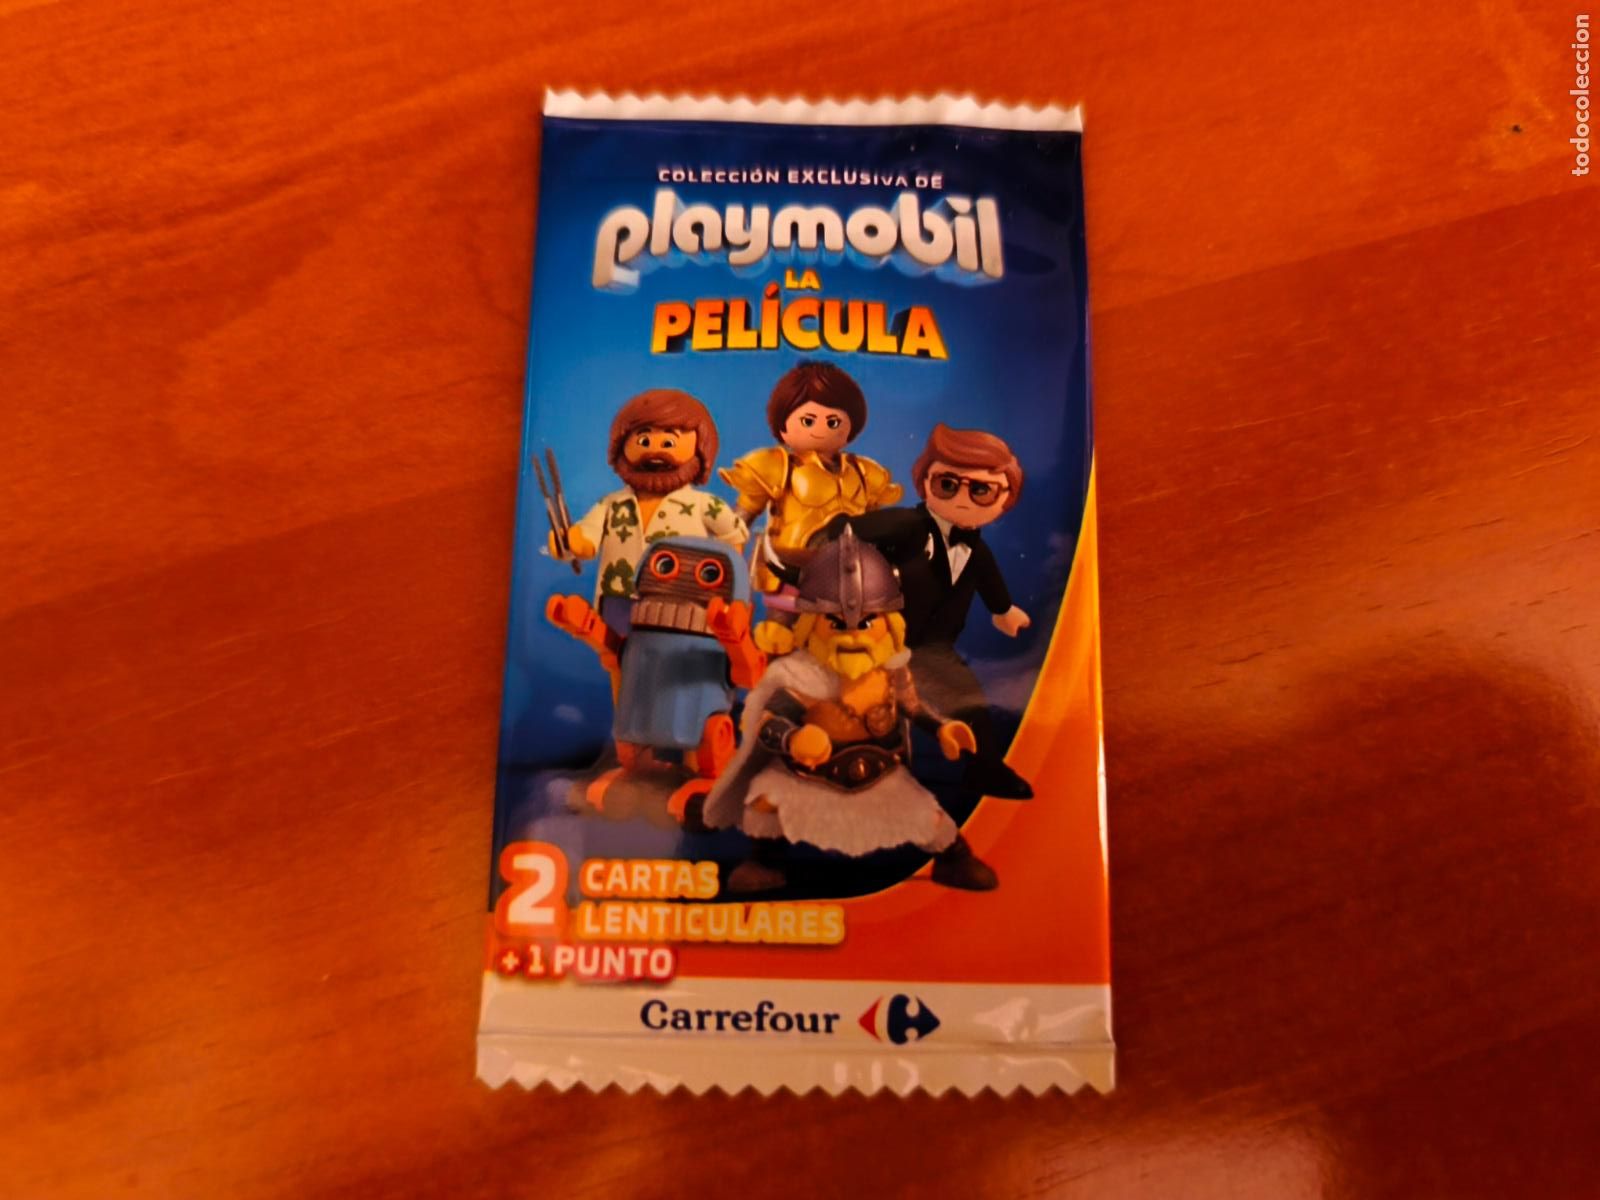 COLECCIÓN EXCLUSIVA DE
playmobil
LA
PELÍCULA
2 CARTAS
LENTICULARES
+ 1 PUNTO
Carrefour
todocoleccion